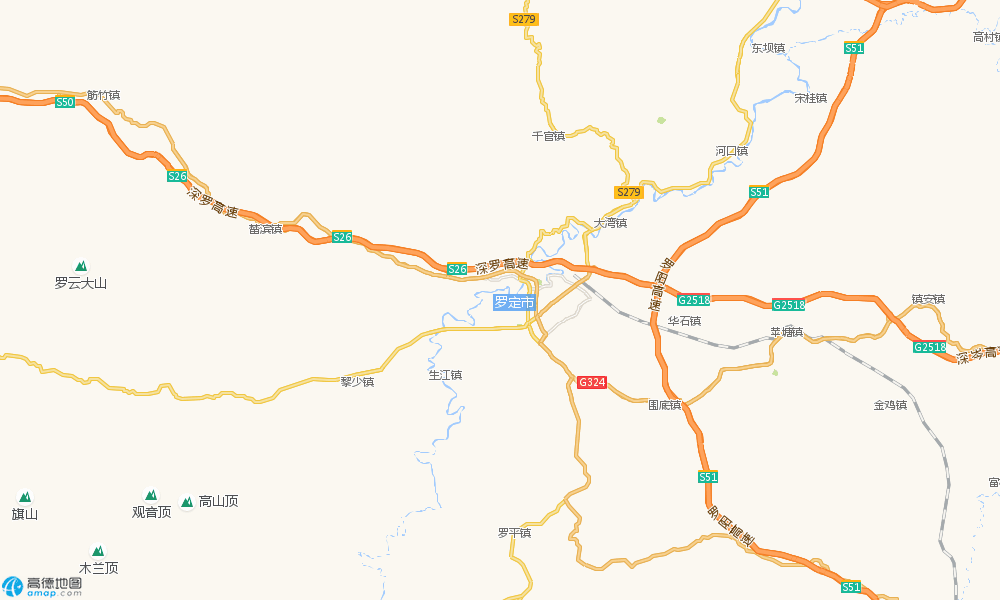 S279
东坝镇
高村镇
S51
筋竹镇
S50
宋桂镇
千官镇
河口镇
S26
S279
S51
深罗高速
大湾镇
蓥滨镇
S26
罗云大山
S26
深罗高速
罗阳高速
罗定市
G2518
G2518
镇安镇
华石镇
苹塘镇
G2518
深岑高
生江镇
黎少镇
G324
围底镇
金鸡镇
S51
富
旗山
观音顶
高山顶
罗阳高速
罗平镇
木兰顶
高德地图
amap.com
S51